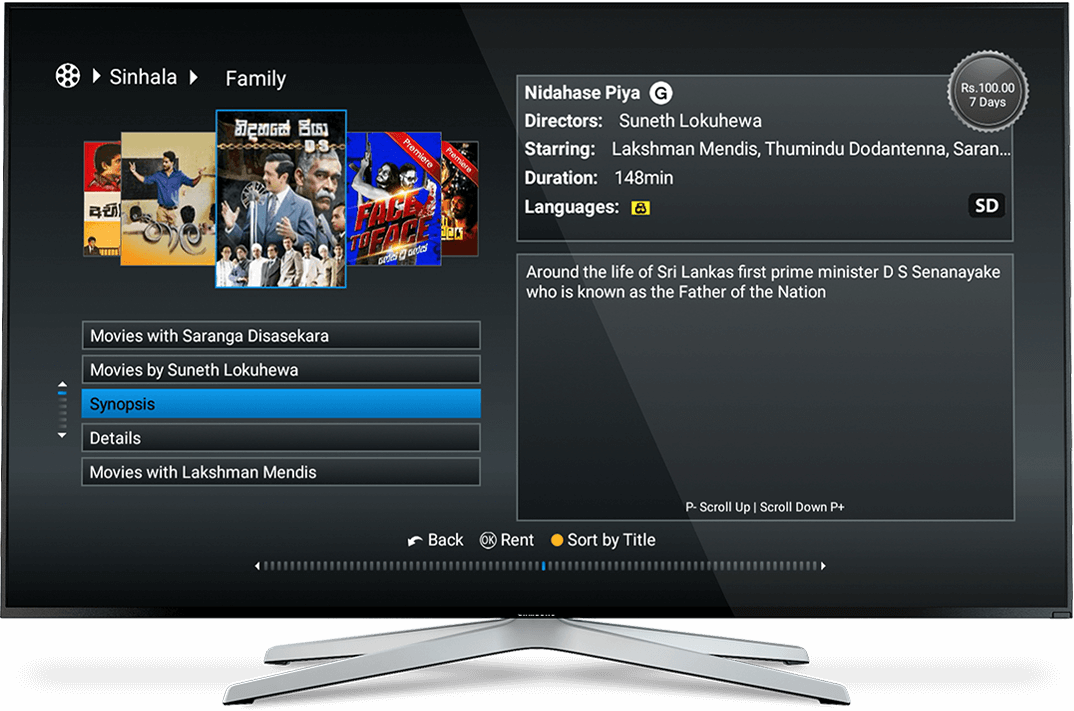 Sinhala
Family
නිදහසේ පියා
DS
තාල
Premiere
FACE
TO FACE
Premiere
Movies with Saranga Disasekara
Movies by Suneth Lokuhewa
Synopsis
Details
Movies with Lakshman Mendis
Nidahase Piya G
Directors: Suneth Lokuhewa
Starring: Lakshman Mendis, Thumindu Dodantenna, Saran...
Duration: 148min
Languages:
SD
Rs.100.00
7 Days
Around the life of Sri Lankas first prime minister D S Senanayake
who is known as the Father of the Nation
P- Scroll Up | Scroll Down P+
Back OK Rent Sort by Title